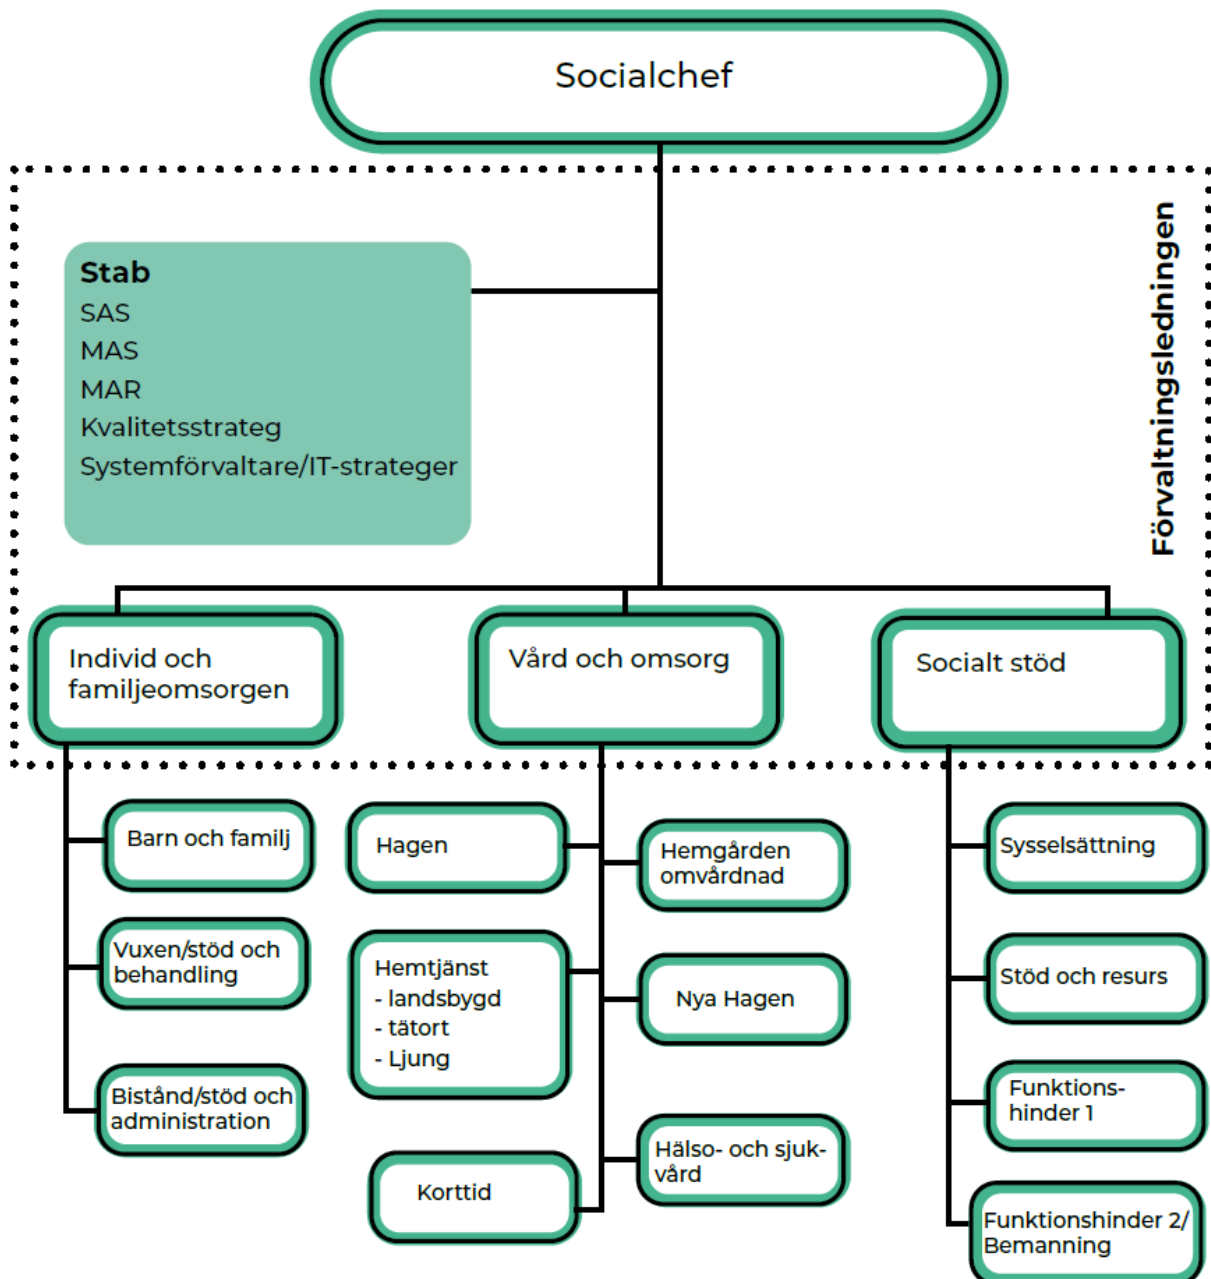 Socialchef
Förvaltningsledningen
Stab
SAS
MAS
MAR
Kvalitetsstrateg
Systemförvaltare/IT-strateger
Individ och
familjeomsorgen
Vård och omsorg
Socialt stöd
Barn och familj
Vuxen/stöd och
behandling
Bistånd/stöd och
administration
Hagen
Hemtjänst
- landsbygd
- tätort
- Ljung
Korttid
Hemgården
omvårdnad
Nya Hagen
Hälso- och sjuk-
vård
Sysselsättning
Stöd och resurs
Funktions-
hinder 1
Funktionshinder 2/
Bemanning